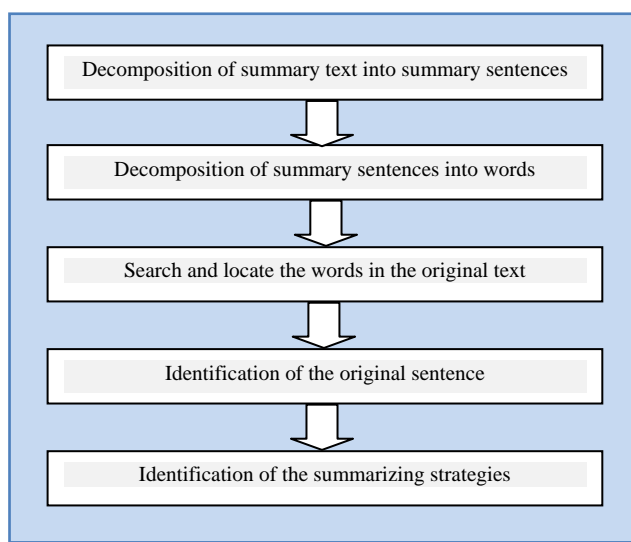 Decomposition of summary text into summary sentences
Decomposition of summary sentences into words
Search and locate the words in the original text
Identification of the original sentence
Identification of the summarizing strategies